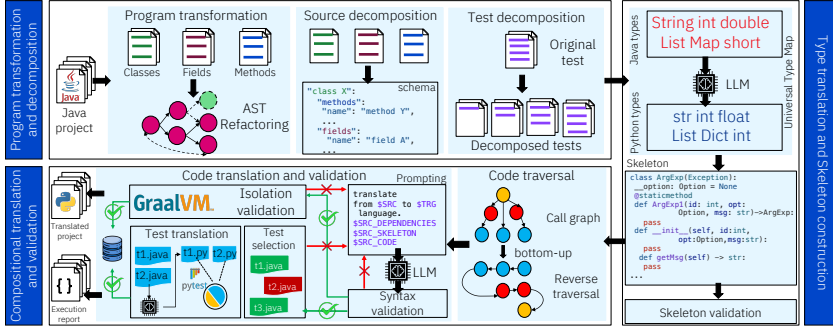 Program transformation
and decomposition
Java
Java
project
Program transformation
Classes
Fields
Methods
AST
Refactoring
Source decomposition
schema
"class X":
"methods":
"name": "method Y",
...
"fields":
"name": "field A",
...
Test decomposition
Original
test
Decomposed tests
Java types
Python types
String int double
List Map short
LLM
str int float
List Dict int
Universal Type Map
Skeleton
class ArgExp(Exception):
__option: Option = None
@staticmethod
def ArgExp1(id: int, opt:
Option, msg: str)->ArgExp:
pass
def __init__(self, id:int,
opt:Option,msg:str):
pass
def getMsg(self) -> str:
pass
...
Skeleton validation
Type translation and Skeleton construction
Compositional translation
and validation
Translated
project
{ }
Execution
report
Code translation and validation
GraalVM
Isolation
validation
Test translation
t1.java
t2.java
t1.py
t2.py
pytest
Test
selection
t1.java
t2.java
t3.java
Prompting
translate
from $SRC to $TRG
language.
$SRC_DEPENDENCIES
$SRC_SKELETON
$SRC_CODE
LLM
Syntax
validation
Code traversal
Call graph
bottom-up
Reverse
traversal